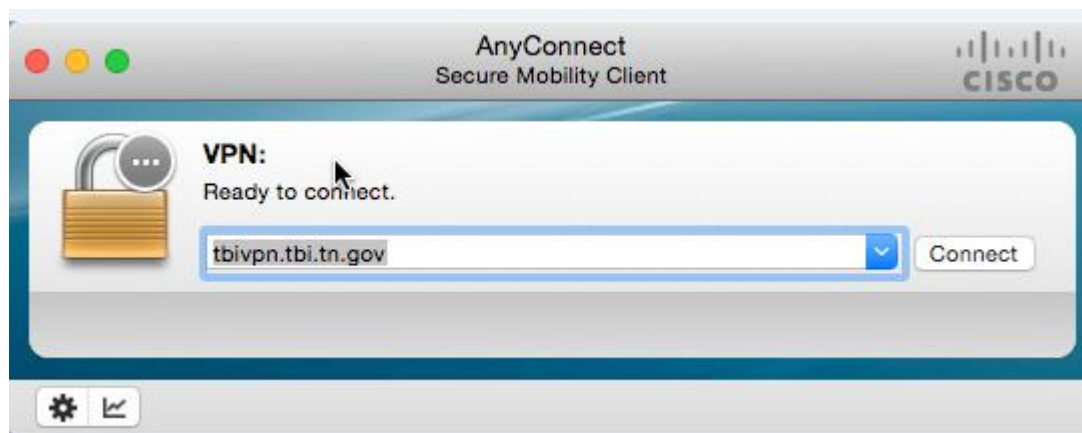 AnyConnect
Secure Mobility Client
CISCO
VPN:
Ready to connect.
tbivpn.tbi.tn.gov
Connect